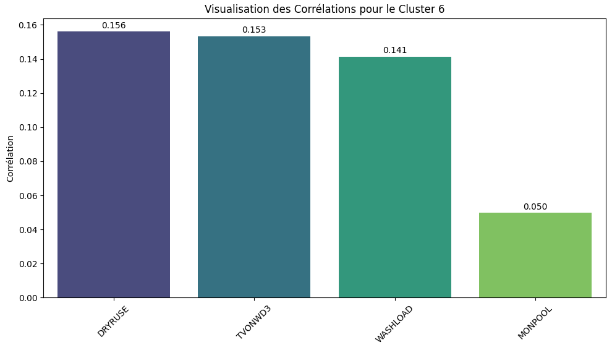 Visualisation des Corrélations pour le Cluster 6
Corrélation
0.16
0.14
0.12
0.10
0.08
0.06
0.04
0.02
0.00
0.156
0.153
0.141
0.050
DRYRUSE
TVONWD3
WASHLOAD
MONPOOL